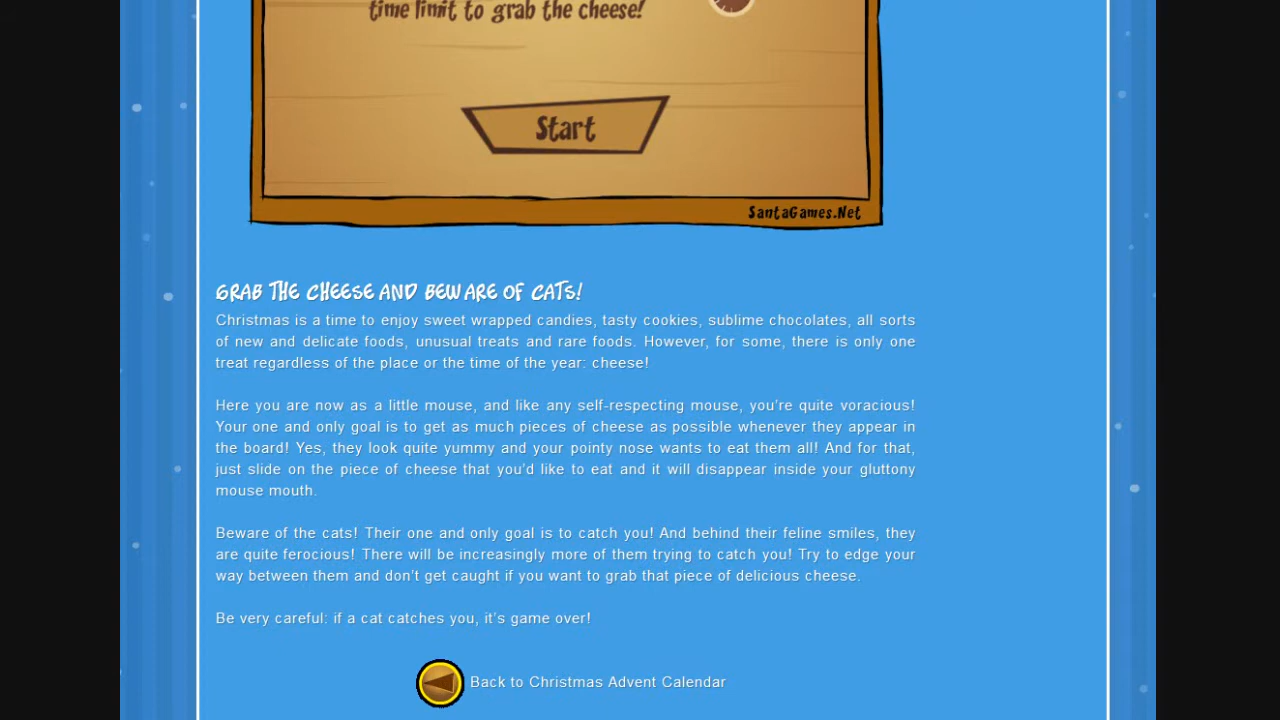 time limit to grab the cheese!
Start
SantaGames.Net
GRAB THE CHEESE AND BEWARE OF CATS!
Christmas is a time to enjoy sweet wrapped candies, tasty cookies, sublime chocolates, all sorts
of new and delicate foods, unusual treats and rare foods. However, for some, there is only one
treat regardless of the place or the time of the year: cheese!
Here you are now as a little mouse, and like any self-respecting mouse, you're quite voracious!
Your one and only goal is to get as much pieces of cheese as possible whenever they appear in
the board! Yes, they look quite yummy and your pointy nose wants to eat them all! And for that,
just slide on the piece of cheese that you'd like to eat and it will disappear inside your gluttony
mouse mouth.
Beware of the cats! Their one and only goal is to catch you! And behind their feline smiles, they
are quite ferocious! There will be increasingly more of them trying to catch you! Try to edge your
way between them and don't get caught if you want to grab that piece of delicious cheese.
Be very careful: if a cat catches you, it's game over!
Back to Christmas Advent Calendar